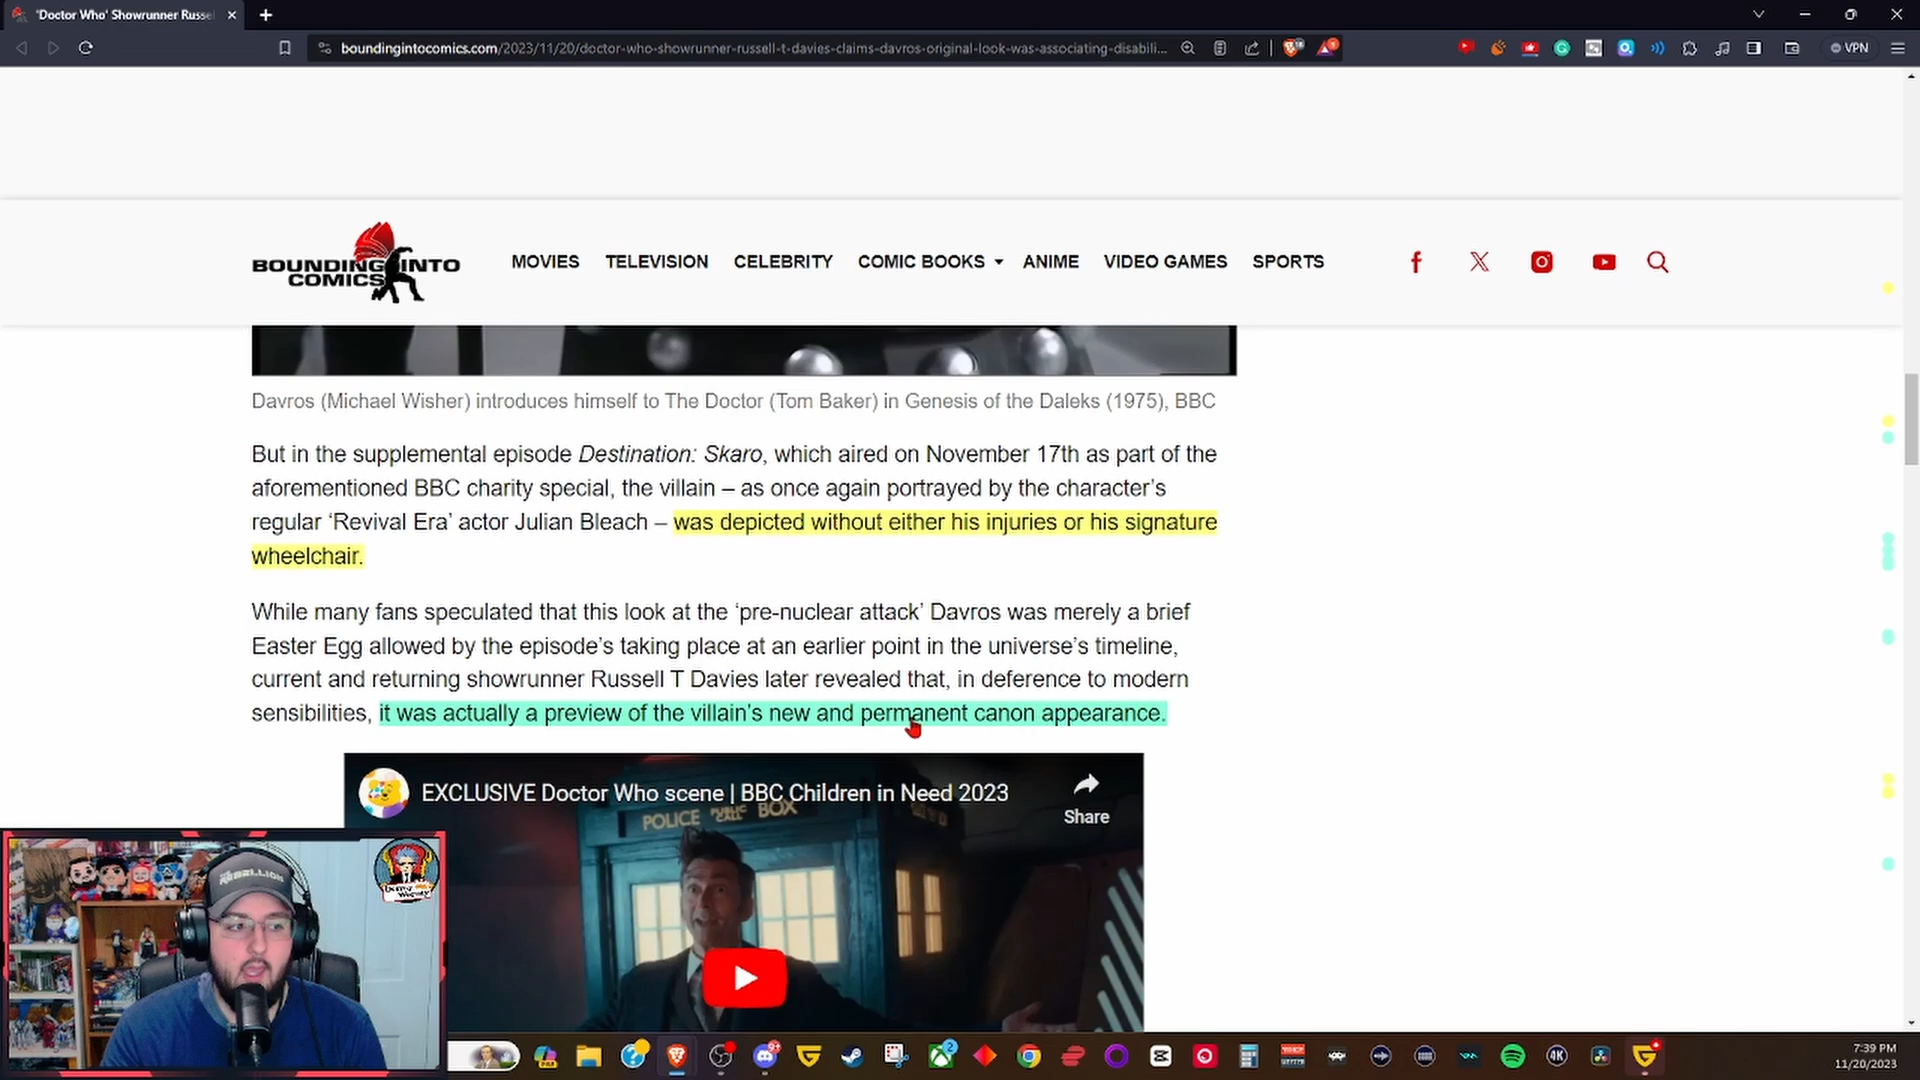 'Doctor Who' Showrunner Russel
boundingintocomics.com/2023/11/20/doctor-who-showrunner-russell-t-davies-claims-davros-original-look-was-associating-disabili...
VPN
BOUNDING INTO
COMICS
MOVIES TELEVISION CELEBRITY COMIC BOOKS ANIME VIDEO GAMES SPORTS
Davros (Michael Wisher) introduces himself to The Doctor (Tom Baker) in Genesis of the Daleks (1975), BBC
But in the supplemental episode Destination: Skaro, which aired on November 17th as part of the
aforementioned BBC charity special, the villain – as once again portrayed by the character's
regular 'Revival Era' actor Julian Bleach – was depicted without either his injuries or his signature
wheelchair.
While many fans speculated that this look at the 'pre-nuclear attack' Davros was merely a brief
Easter Egg allowed by the episode's taking place at an earlier point in the universe's timeline,
current and returning showrunner Russell T Davies later revealed that, in deference to modern
sensibilities, it was actually a preview of the villain's new and permanent canon appearance.
EXCLUSIVE Doctor Who scene | BBC Children in Need 2023
Share
POLICE PUBLIC CALL BOX
REBELLION
7:39 PM
11/20/2023